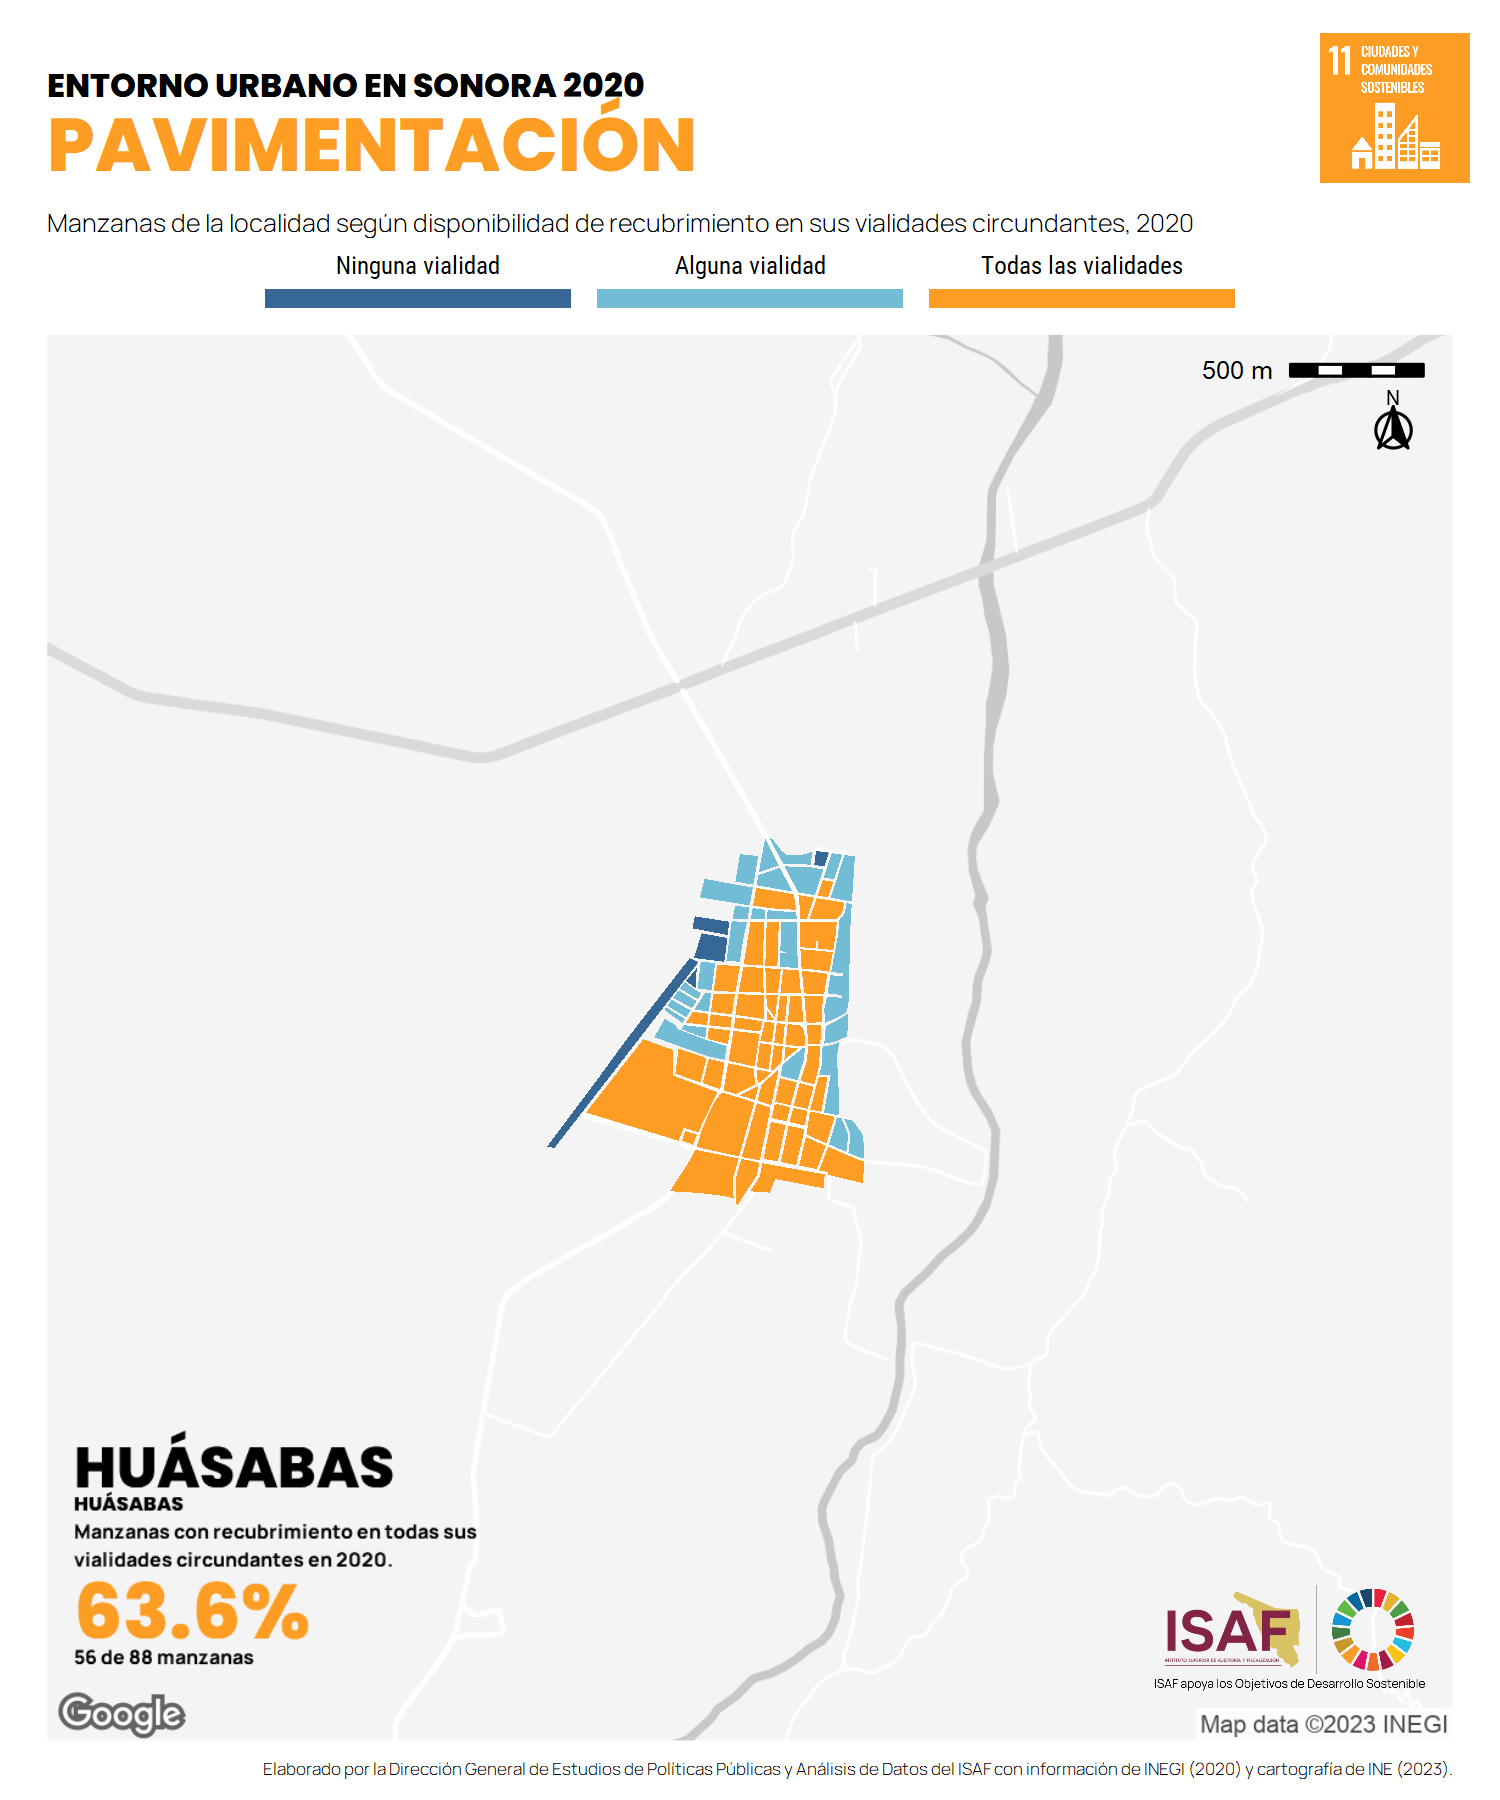 ENTORNO URBANO EN SONORA 2020
PAVIMENTACIÓN
11 CIUDADES Y
COMUNIDADES
SOSTENIBLES
Manzanas de la localidad según disponibilidad de recubrimiento en sus vialidades circundantes, 2020
Ninguna vialidad
Alguna vialidad
Todas las vialidades
500 m
N
HUÁSABAS
HUÁSABAS
Manzanas con recubrimiento en todas sus
vialidades circundantes en 2020.
63.6%
56 de 88 manzanas
ISAF
INSTITUTO SUPERIOR DE AUDITORÍA Y FISCALIZACIÓN
ISAF apoya los Objetivos de Desarrollo Sostenible
Google
Map data ©2023 INEGI
Elaborado por la Dirección General de Estudios de Políticas Públicas y Análisis de Datos del ISAF con información de INEGI (2020) y cartografía de INE (2023).